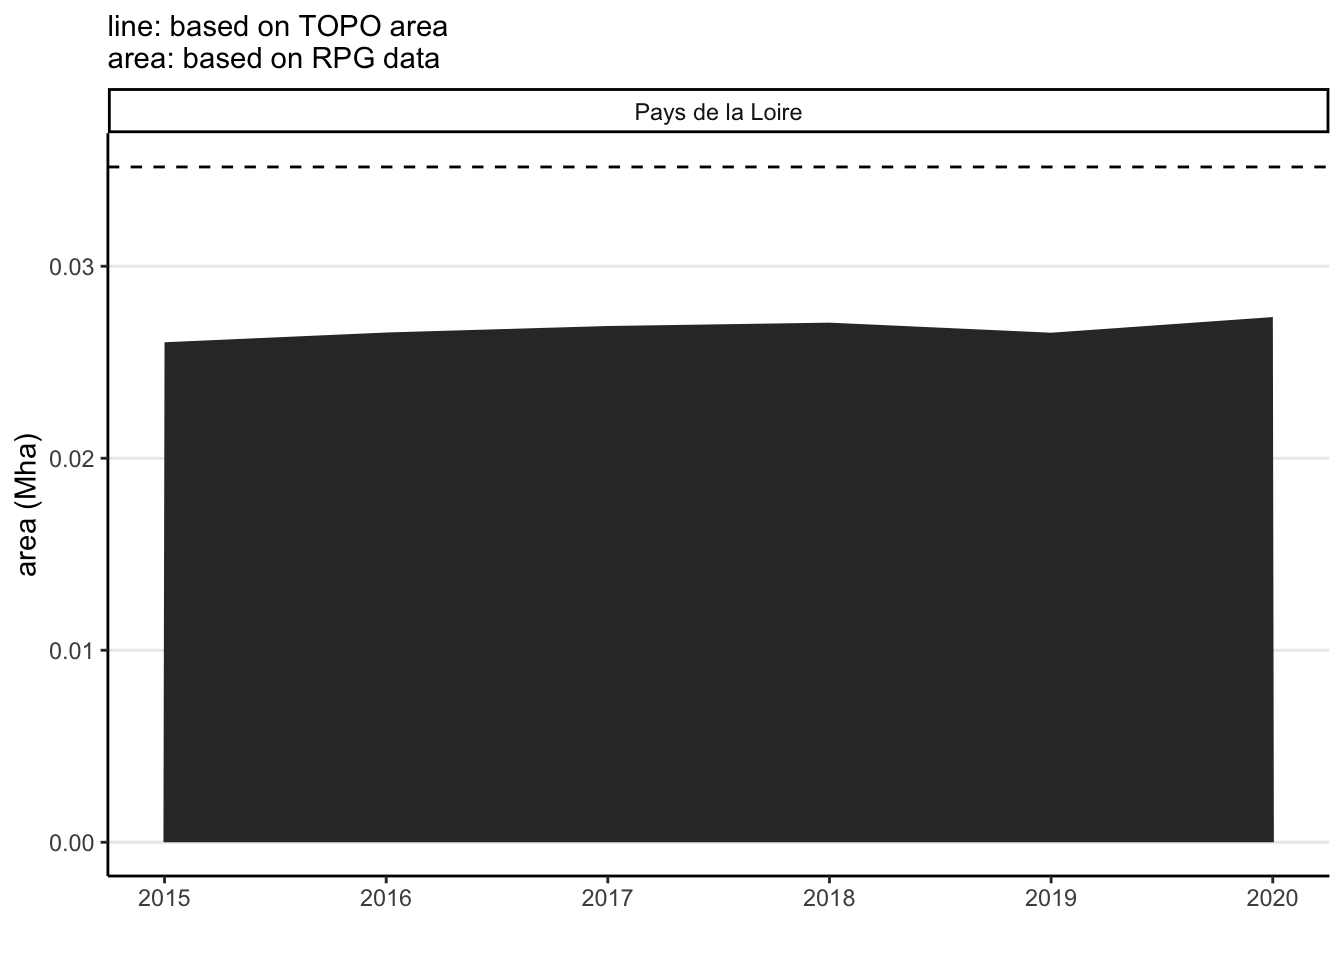 line: based on TOPO area
area: based on RPG data
Pays de la Loire
area (Mha)
0.03
0.02
0.01
0.00
2015 2016 2017 2018 2019 2020